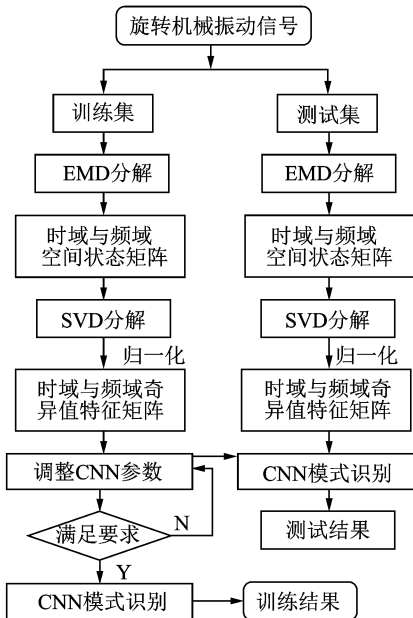 旋转机械振动信号
训练集
测试集
EMD分解
EMD分解
时域与频域
空间状态矩阵
时域与频域
空间状态矩阵
SVD分解
SVD分解
归一化
归一化
时域与频域奇
异值特征矩阵
时域与频域奇
异值特征矩阵
调整CNN参数
CNN模式识别
满足要求
N
测试结果
Y
CNN模式识别
训练结果